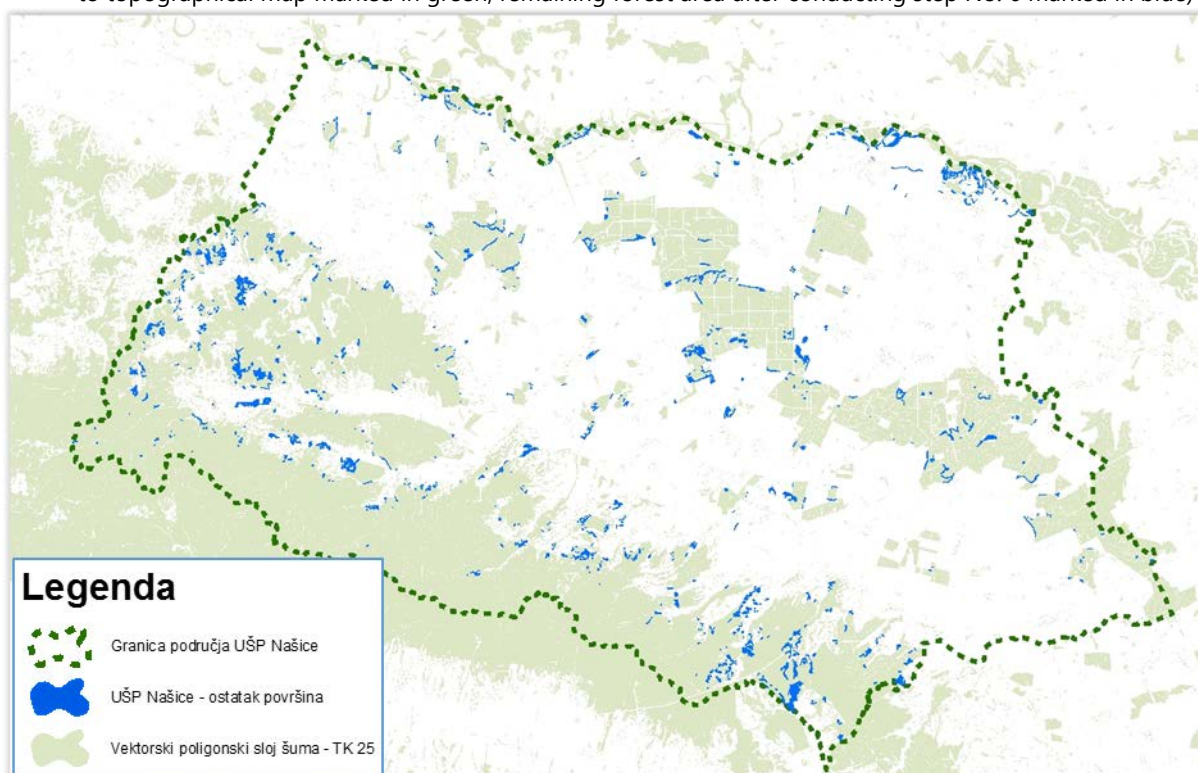 to topographical map marked in green, remaining forest area after conducting step No. 6 marked in blue)
Legenda
Granica područja UŠP Našice
UŠP Našice - ostatak površina
Vektorski poligonski sloj šuma - TK 25